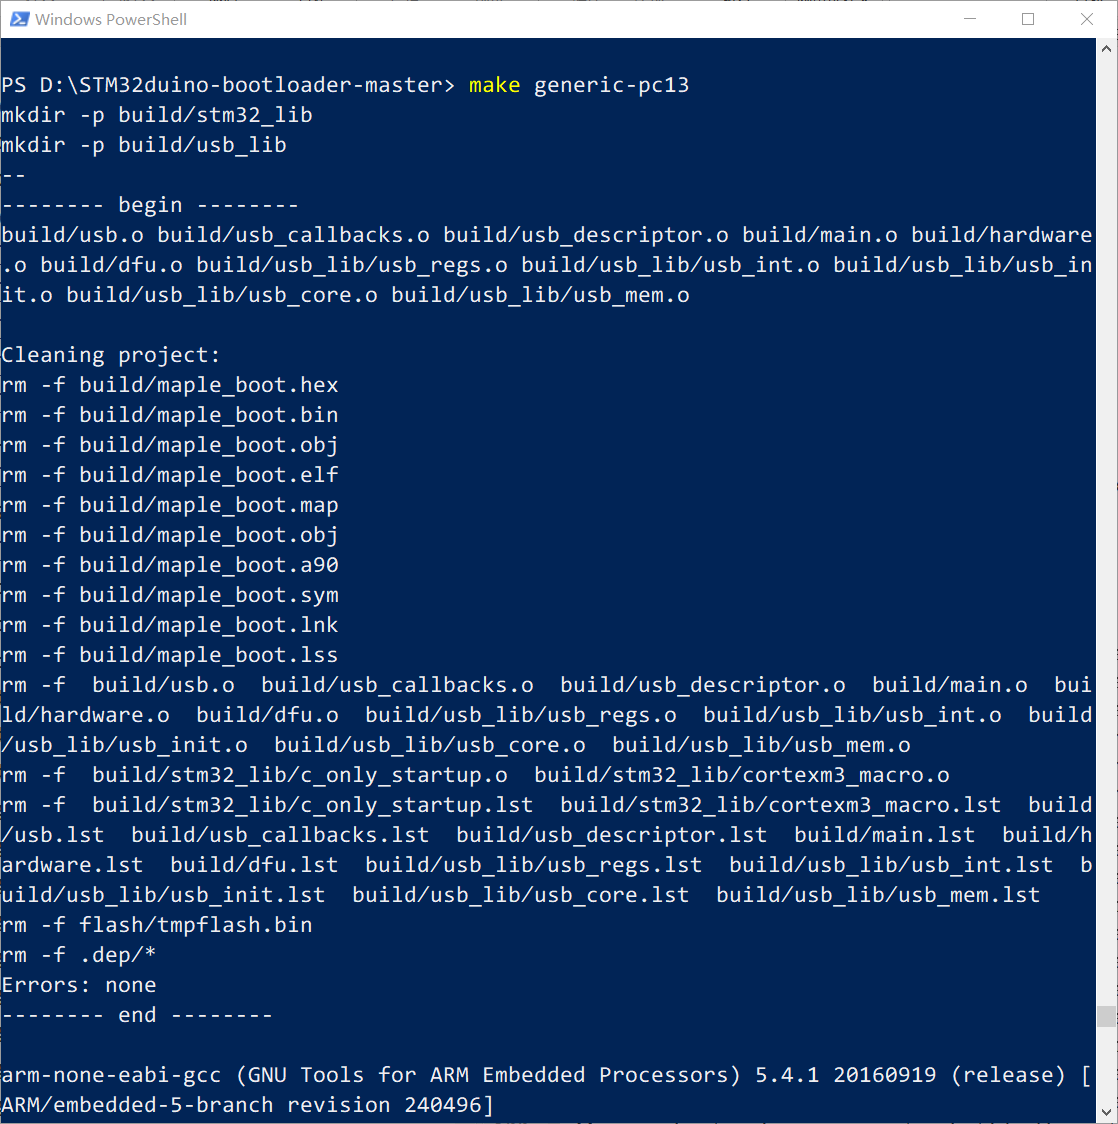 Windows PowerShell
PS D:\STM32duino-bootloader-master> make generic-pc13
mkdir -p build/stm32_lib
mkdir -p build/usb_lib
--
-------- begin --------
build/usb.o build/usb_callbacks.o build/usb_descriptor.o build/main.o build/hardware
.o build/dfu.o build/usb_lib/usb_regs.o build/usb_lib/usb_int.o build/usb_lib/usb_in
it.o build/usb_lib/usb_core.o build/usb_lib/usb_mem.o
Cleaning project:
rm -f build/maple_boot.hex
rm -f build/maple_boot.bin
rm -f build/maple_boot.obj
rm -f build/maple_boot.elf
rm -f build/maple_boot.map
rm -f build/maple_boot.obj
rm -f build/maple_boot.a90
rm -f build/maple_boot.sym
rm -f build/maple_boot.lnk
rm -f build/maple_boot.lss
rm -f  build/usb.o  build/usb_callbacks.o  build/usb_descriptor.o  build/main.o  bui
ld/hardware.o  build/dfu.o  build/usb_lib/usb_regs.o  build/usb_lib/usb_int.o  build
/usb_lib/usb_init.o  build/usb_lib/usb_core.o  build/usb_lib/usb_mem.o
rm -f  build/stm32_lib/c_only_startup.o  build/stm32_lib/cortexm3_macro.o
rm -f  build/stm32_lib/c_only_startup.lst  build/stm32_lib/cortexm3_macro.lst  build
/usb.lst  build/usb_callbacks.lst  build/usb_descriptor.lst  build/main.lst  build/h
ardware.lst  build/dfu.lst  build/usb_lib/usb_regs.lst  build/usb_lib/usb_int.lst  b
uild/usb_lib/usb_init.lst  build/usb_lib/usb_core.lst  build/usb_lib/usb_mem.lst
rm -f flash/tmpflash.bin
rm -f .dep/*
Errors: none
-------- end --------
arm-none-eabi-gcc (GNU Tools for ARM Embedded Processors) 5.4.1 20160919 (release) [
ARM/embedded-5-branch revision 240496]